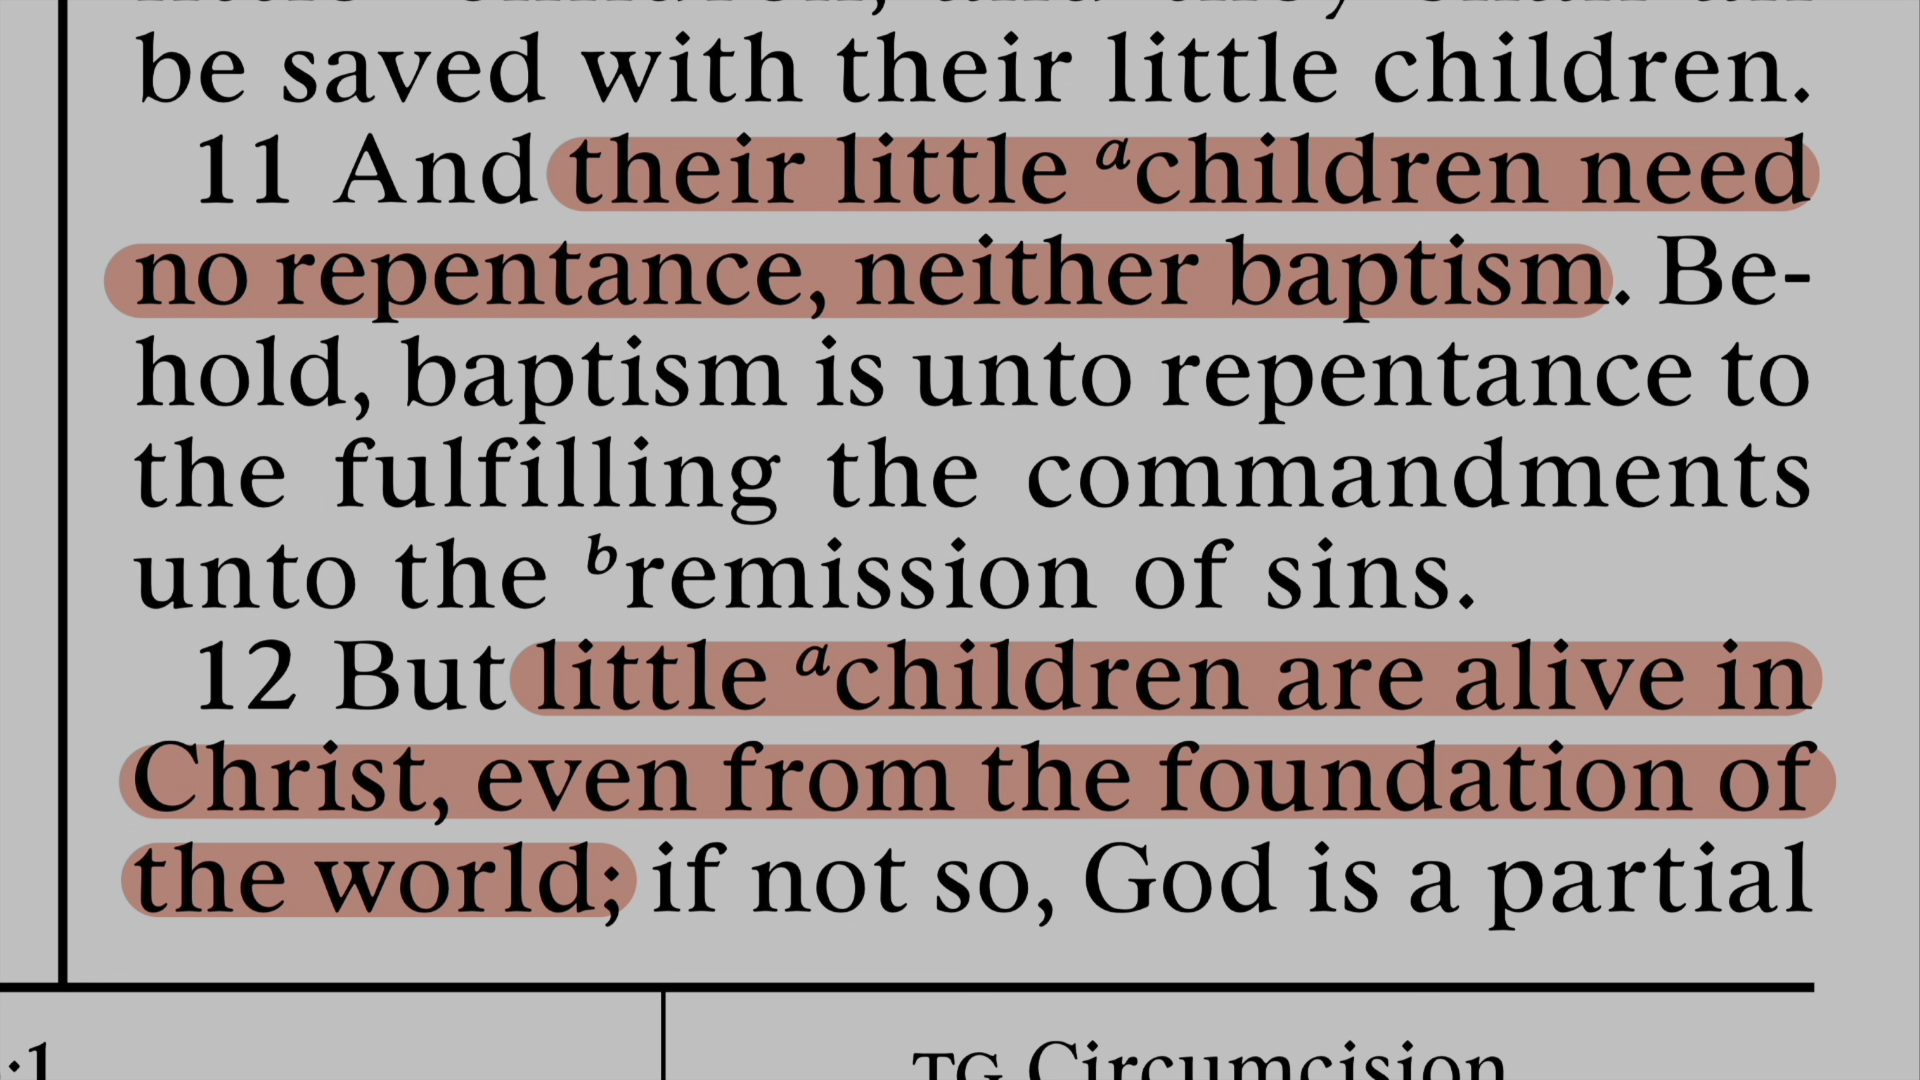 be saved with their little children.
11 And their little ᵃchildren need
no repentance, neither baptism. Be-
hold, baptism is unto repentance to
the fulfilling the commandments
unto the ᵇremission of sins.
12 But little ᵃchildren are alive in
Christ, even from the foundation of
the world; if not so, God is a partial
:1
TG Circumcision